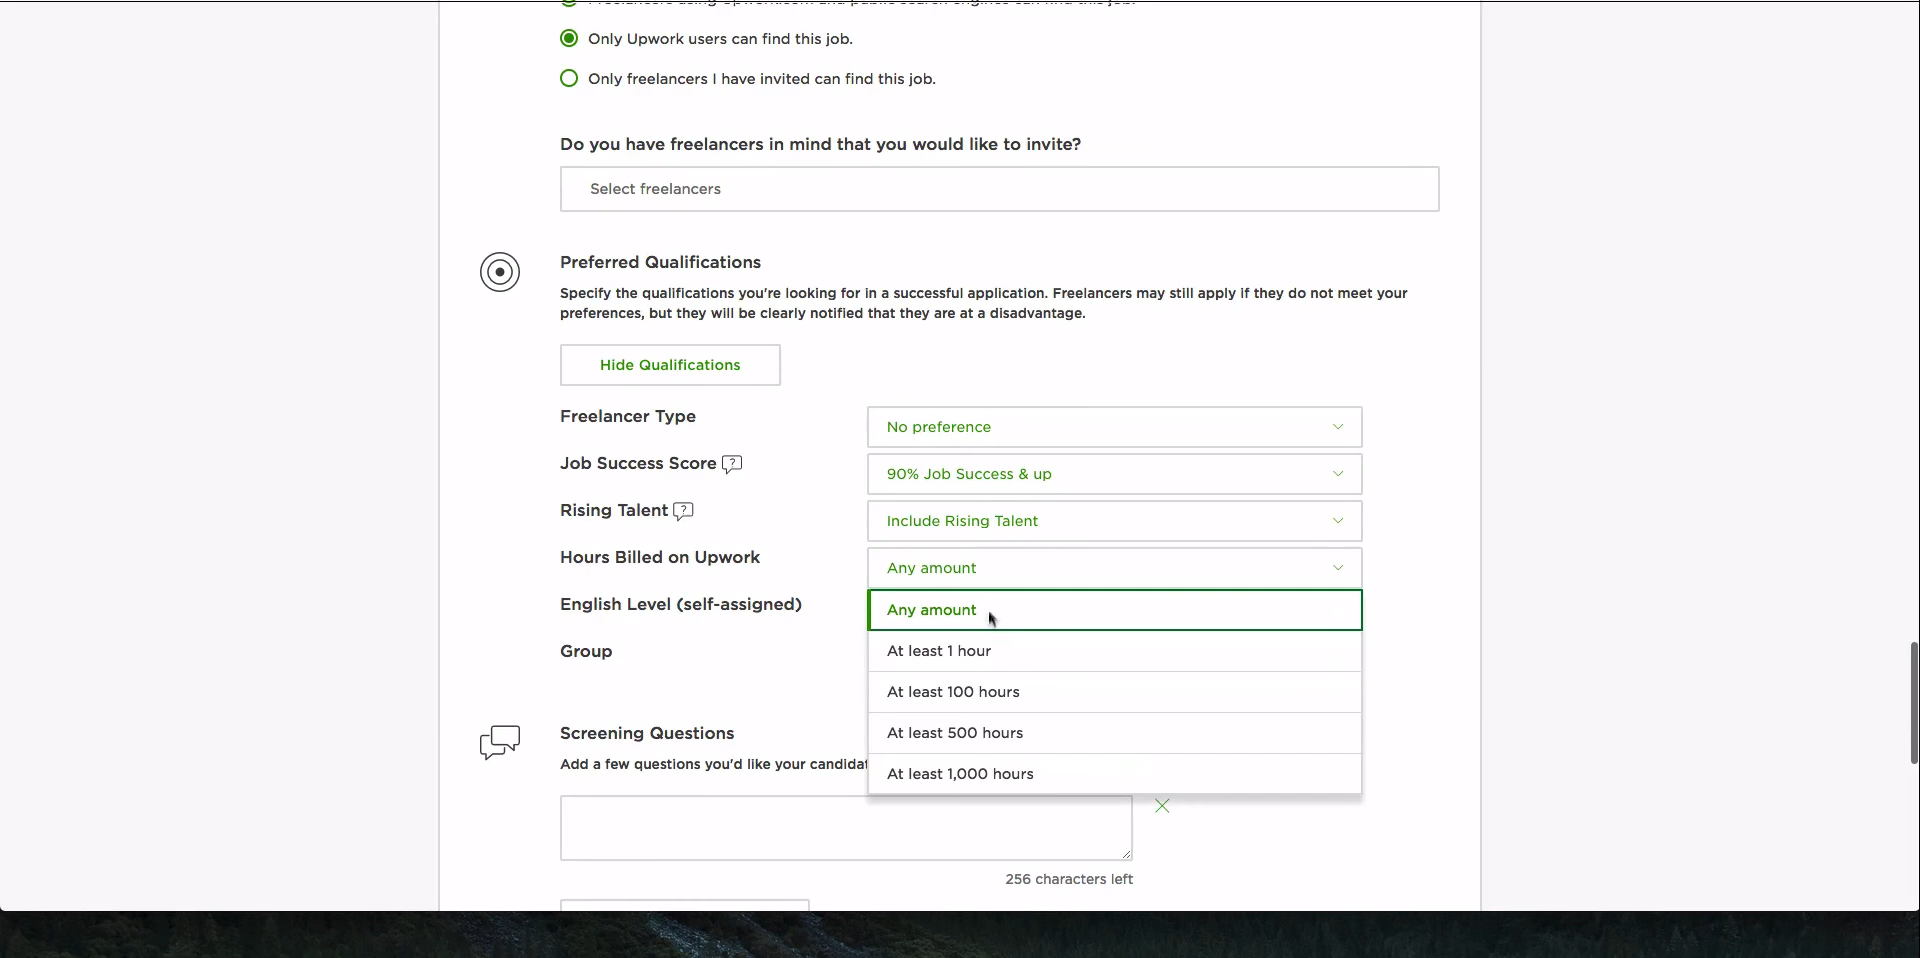 Only Upwork users can find this job.
Only freelancers I have invited can find this job.
Do you have freelancers in mind that you would like to invite?
Select freelancers
Preferred Qualifications
Specify the qualifications you're looking for in a successful application. Freelancers may still apply if they do not meet your
preferences, but they will be clearly notified that they are at a disadvantage.
Hide Qualifications
Freelancer Type
No preference
Job Success Score ?
90% Job Success & up
Rising Talent ?
Include Rising Talent
Hours Billed on Upwork
Any amount
English Level (self-assigned)
Any amount
Group
At least 1 hour
At least 100 hours
At least 500 hours
At least 1,000 hours
Screening Questions
Add a few questions you'd like your candidat
256 characters left